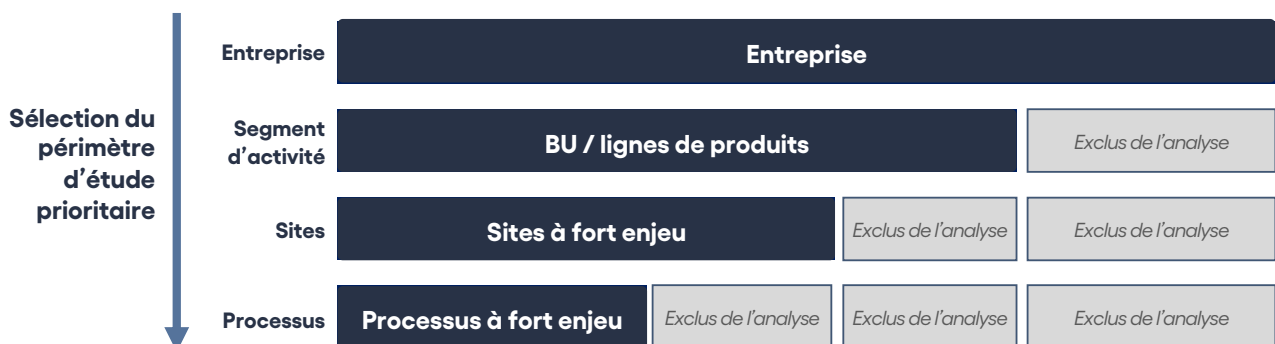 Sélection du
périmètre
d'étude
prioritaire
Entreprise
Entreprise
Segment
d'activité
BU / lignes de produits
Exclus de l'analyse
Sites
Sites à fort enjeu
Exclus de l'analyse
Exclus de l'analyse
Processus
Processus à fort enjeu
Exclus de l'analyse
Exclus de l'analyse
Exclus de l'analyse